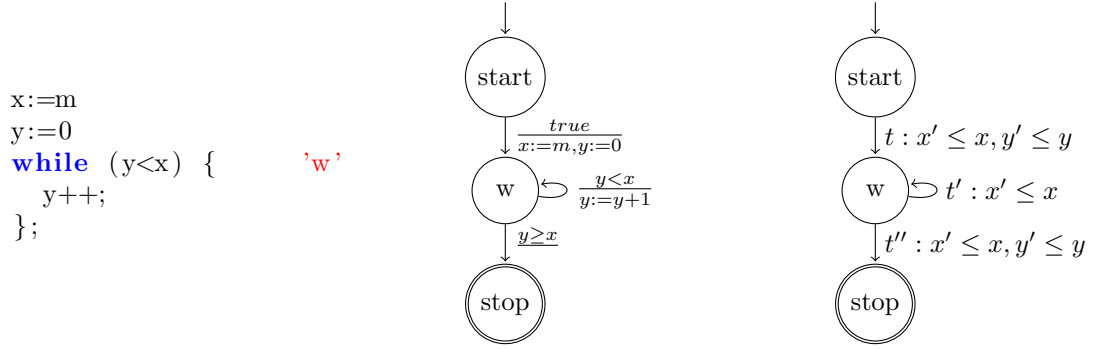 x:=m
y:=0
while (y<x) { 'w'
y++;
};
start
true
x:=m,y:=0
w
y<x
y:=y+1
y≥x
stop
start
t : x′ ≤ x, y′ ≤ y
w
t′ : x′ ≤ x
t′′ : x′ ≤ x, y′ ≤ y
stop